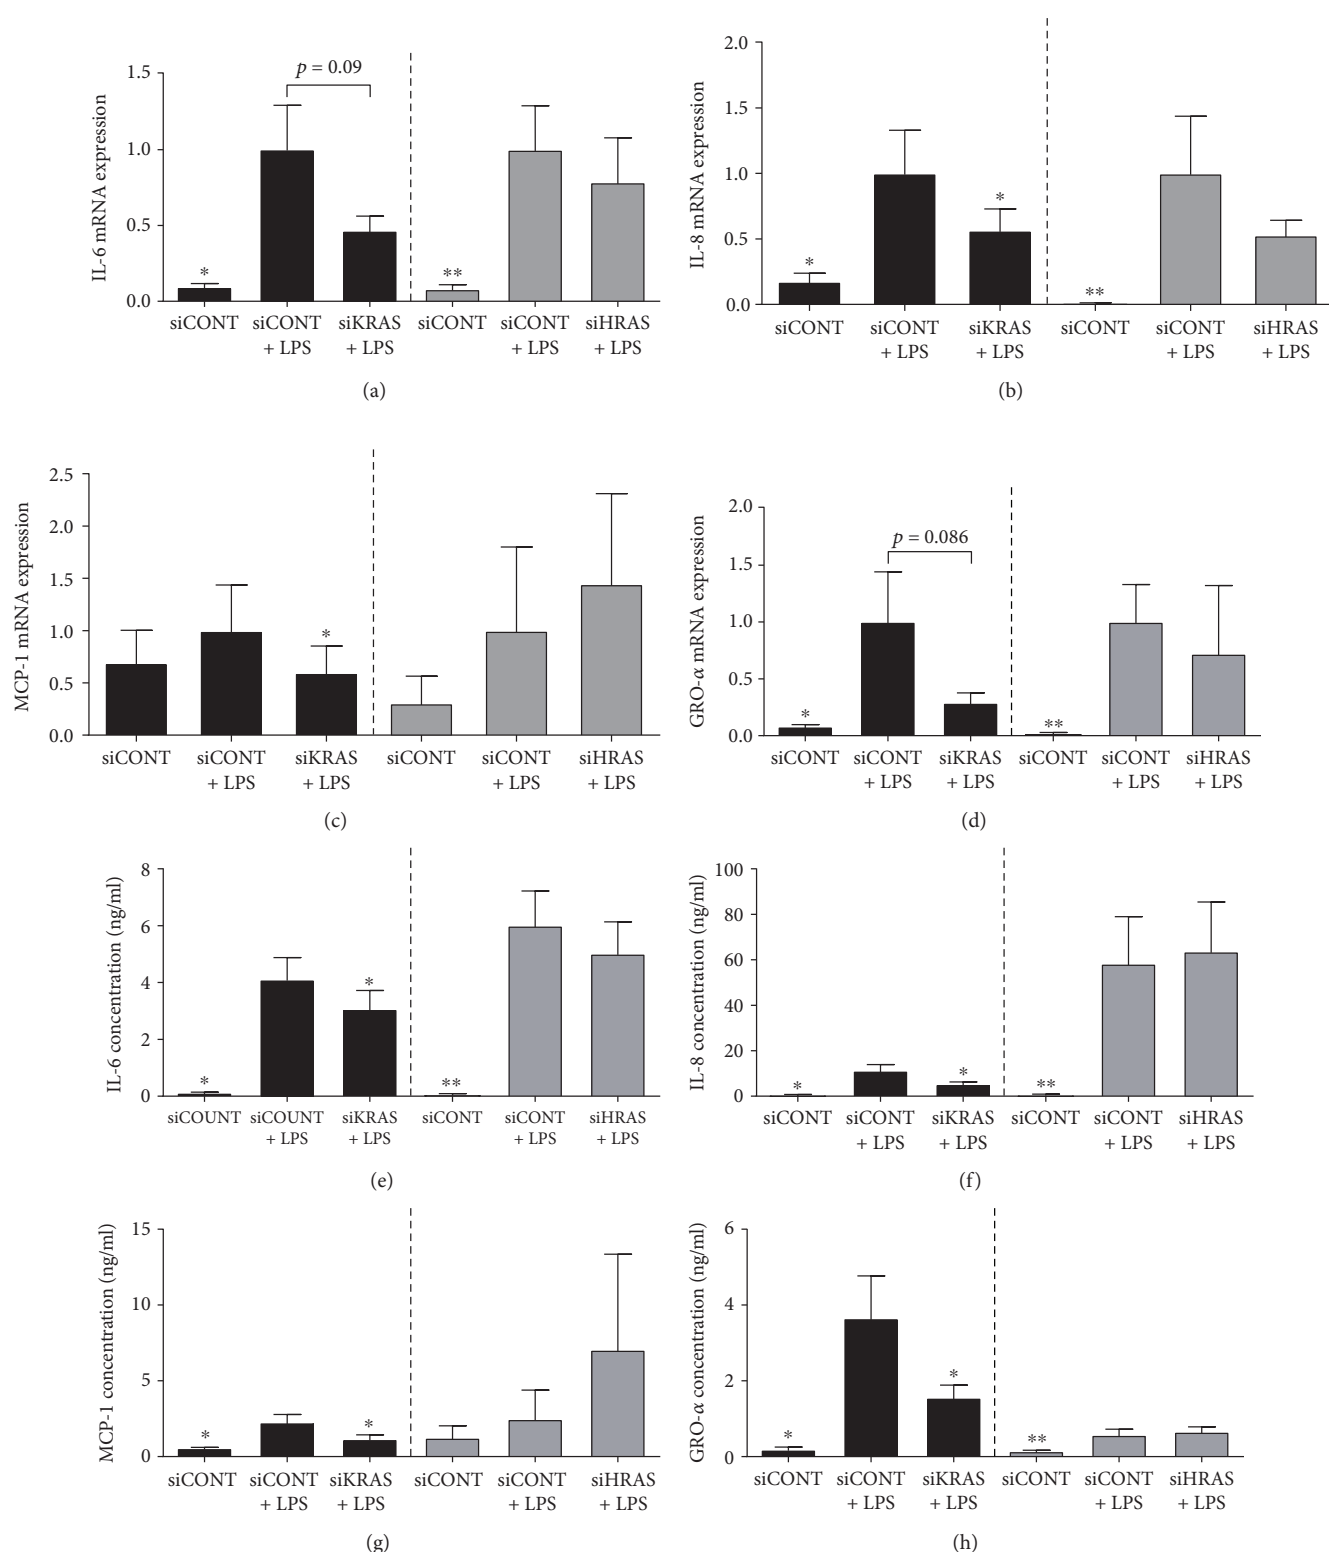 IL-6 mRNA expression
1.5
1.0
0.5
0.0
p = 0.09
*
**
siCONT siCONT siKRAS siCONT siCONT siHRAS
+ LPS + LPS + LPS + LPS
(a)
IL-8 mRNA expression
2.0
1.5
1.0
0.5
0.0
*
*
**
siCONT siCONT siKRAS siCONT siCONT siHRAS
+ LPS + LPS + LPS + LPS
(b)
MCP-1 mRNA expression
2.5
2.0
1.5
1.0
0.5
0.0
*
siCONT siCONT siKRAS siCONT siCONT siHRAS
+ LPS + LPS + LPS + LPS
(c)
GRO-α mRNA expression
2.0
1.5
1.0
0.5
0.0
p = 0.086
*
**
siCONT siCONT siKRAS siCONT siCONT siHRAS
+ LPS + LPS + LPS + LPS
(d)
IL-6 concentration (ng/ml)
8
6
4
2
0
*
*
**
siCOUNT siCOUNT siKRAS siCONT siCONT siHRAS
+ LPS + LPS + LPS + LPS
(e)
IL-8 concentration (ng/ml)
100
80
60
40
20
0
*
*
**
siCONT siCONT siKRAS siCONT siCONT siHRAS
+ LPS + LPS + LPS + LPS
(f)
MCP-1 concentration (ng/ml)
15
10
5
0
*
*
siCONT siCONT siKRAS siCONT siCONT siHRAS
+ LPS + LPS + LPS + LPS
(g)
GRO-α concentration (ng/ml)
6
4
2
0
*
*
**
siCONT siCONT siKRAS siCONT siCONT siHRAS
+ LPS + LPS + LPS + LPS
(h)